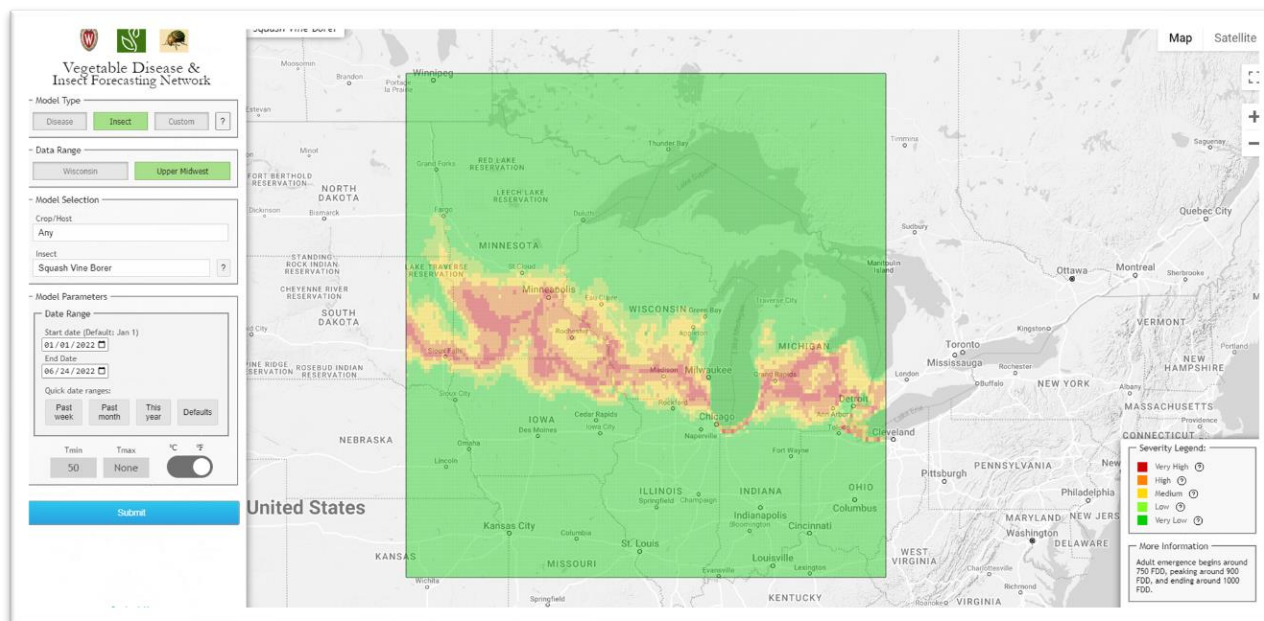 Vegetable Disease &
Insect Forecasting Network
Model Type
Disease Insect Custom ?
Data Range
Wisconsin Upper Midwest
Model Selection
Crop/Host
Any
Insect
Squash Vine Borer ?
Model Parameters
Date Range
Start date (Default: Jan 1)
01/01/2022
End Date
06/24/2022
Quick date ranges:
Past week
Past month
This year
Defaults
Tmin Tmax °C °F
50 None
Submit
Squash Vine Borer
Map Satellite
Moosomin
Brandon
Portage la Prairie
Winnipeg
Estevan
Minot
Grand Forks
RED LAKE
RESERVATION
Thunder Bay
Timmins
Saguenay
FORT BERTHOLD
RESERVATION
NORTH
DAKOTA
LEECH LAKE
RESERVATION
Lake Superior
Dickinson
Bismarck
Fargo
Duluth
Quebec City
Sudbury
MINNESOTA
STANDING
ROCK INDIAN
RESERVATION
LAKE TRAVERSE
RESERVATION
St Cloud
Manitoulin
Island
Ottawa
Montreal
Sherbrooke
CHEYENNE RIVER
RESERVATION
Minneapolis
Eau Claire
WISCONSIN
Green Bay
Appleton
Traverse City
SOUTH
DAKOTA
Rochester
VERMONT
Kingston
MICHIGAN
Toronto
Portland
PINE RIDGE
RESERVATION
ROSEBUD INDIAN
RESERVATION
Sioux Falls
Madison
Milwaukee
Grand Rapids
London
Mississauga
Rochester
NEW
HAMPSHIRE
Buffalo
NEW YORK
Albany
Sioux City
Rockford
Ann Arbor
Detroit
MASSACHUSETTS
Providence
IOWA
Cedar Rapids
Des Moines
Iowa City
Chicago
Naperville
Cleveland
CONNECTICUT
NEBRASKA
Omaha
Lincoln
Fort Wayne
Pittsburgh
PENNSYLVANIA
New
ILLINOIS
Springfield
Champaign
INDIANA
OHIO
Columbus
Philadelphia
United States
Indianapolis
Bloomington
Cincinnati
MARYLAND
NEW JERS
Kansas City
Columbia
St. Louis
Washington
DELAWARE
KANSAS
MISSOURI
Louisville
WEST
VIRGINIA
Charlottesville
Wichita
Evansville
Lexington
Richmond
Springfield
KENTUCKY
Roanoke
VIRGINIA
Severity Legend:
Very High ?
High ?
Medium ?
Low ?
Very Low ?
More Information
Adult emergence begins around
750 FDD, peaking around 900
FDD, and ending around 1000
FDD.